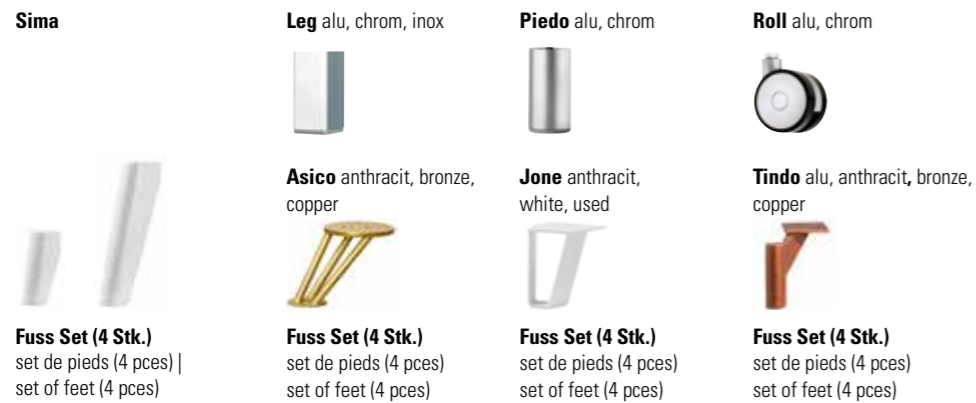 Sima
Leg alu, chrom, inox
Piedo alu, chrom
Roll alu, chrom
Asico anthracit, bronze,
copper
Jone anthracit,
white, used
Tindo alu, anthracit, bronze,
copper
Fuss Set (4 Stk.)
set de pieds (4 pces) |
set of feet (4 pces)
Fuss Set (4 Stk.)
set de pieds (4 pces)
set of feet (4 pces)
Fuss Set (4 Stk.)
set de pieds (4 pces)
set of feet (4 pces)
Fuss Set (4 Stk.)
set de pieds (4 pces)
set of feet (4 pces)